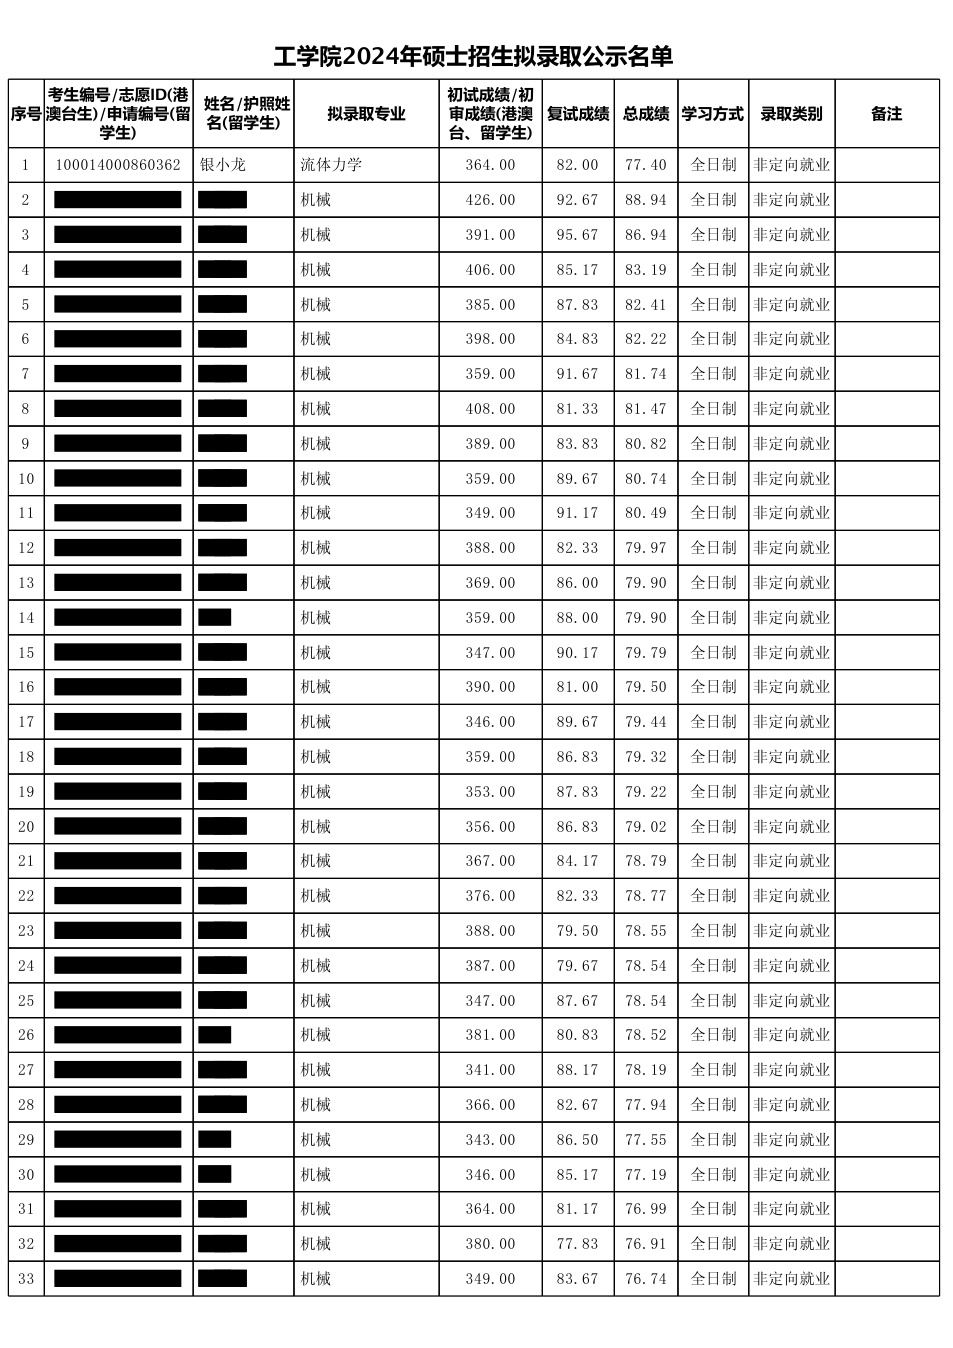 工学院2024年硕士招生拟录取公示名单
序号 考生编号/志愿ID(港澳台生)/申请编号(留学生) 姓名/护照姓名(留学生) 拟录取专业 初试成绩/初审成绩(港澳台、留学生) 复试成绩 总成绩 学习方式 录取类别 备注
1 100014000860362 银小龙 流体力学 364.00 82.00 77.40 全日制 非定向就业
2 机械 426.00 92.67 88.94 全日制 非定向就业
3 机械 391.00 95.67 86.94 全日制 非定向就业
4 机械 406.00 85.17 83.19 全日制 非定向就业
5 机械 385.00 87.83 82.41 全日制 非定向就业
6 机械 398.00 84.83 82.22 全日制 非定向就业
7 机械 359.00 91.67 81.74 全日制 非定向就业
8 机械 408.00 81.33 81.47 全日制 非定向就业
9 机械 389.00 83.83 80.82 全日制 非定向就业
10 机械 359.00 89.67 80.74 全日制 非定向就业
11 机械 349.00 91.17 80.49 全日制 非定向就业
12 机械 388.00 82.33 79.97 全日制 非定向就业
13 机械 369.00 86.00 79.90 全日制 非定向就业
14 机械 359.00 88.00 79.90 全日制 非定向就业
15 机械 347.00 90.17 79.79 全日制 非定向就业
16 机械 390.00 81.00 79.50 全日制 非定向就业
17 机械 346.00 89.67 79.44 全日制 非定向就业
18 机械 359.00 86.83 79.32 全日制 非定向就业
19 机械 353.00 87.83 79.22 全日制 非定向就业
20 机械 356.00 86.83 79.02 全日制 非定向就业
21 机械 367.00 84.17 78.79 全日制 非定向就业
22 机械 376.00 82.33 78.77 全日制 非定向就业
23 机械 388.00 79.50 78.55 全日制 非定向就业
24 机械 387.00 79.67 78.54 全日制 非定向就业
25 机械 347.00 87.67 78.54 全日制 非定向就业
26 机械 381.00 80.83 78.52 全日制 非定向就业
27 机械 341.00 88.17 78.19 全日制 非定向就业
28 机械 366.00 82.67 77.94 全日制 非定向就业
29 机械 343.00 86.50 77.55 全日制 非定向就业
30 机械 346.00 85.17 77.19 全日制 非定向就业
31 机械 364.00 81.17 76.99 全日制 非定向就业
32 机械 380.00 77.83 76.91 全日制 非定向就业
33 机械 349.00 83.67 76.74 全日制 非定向就业